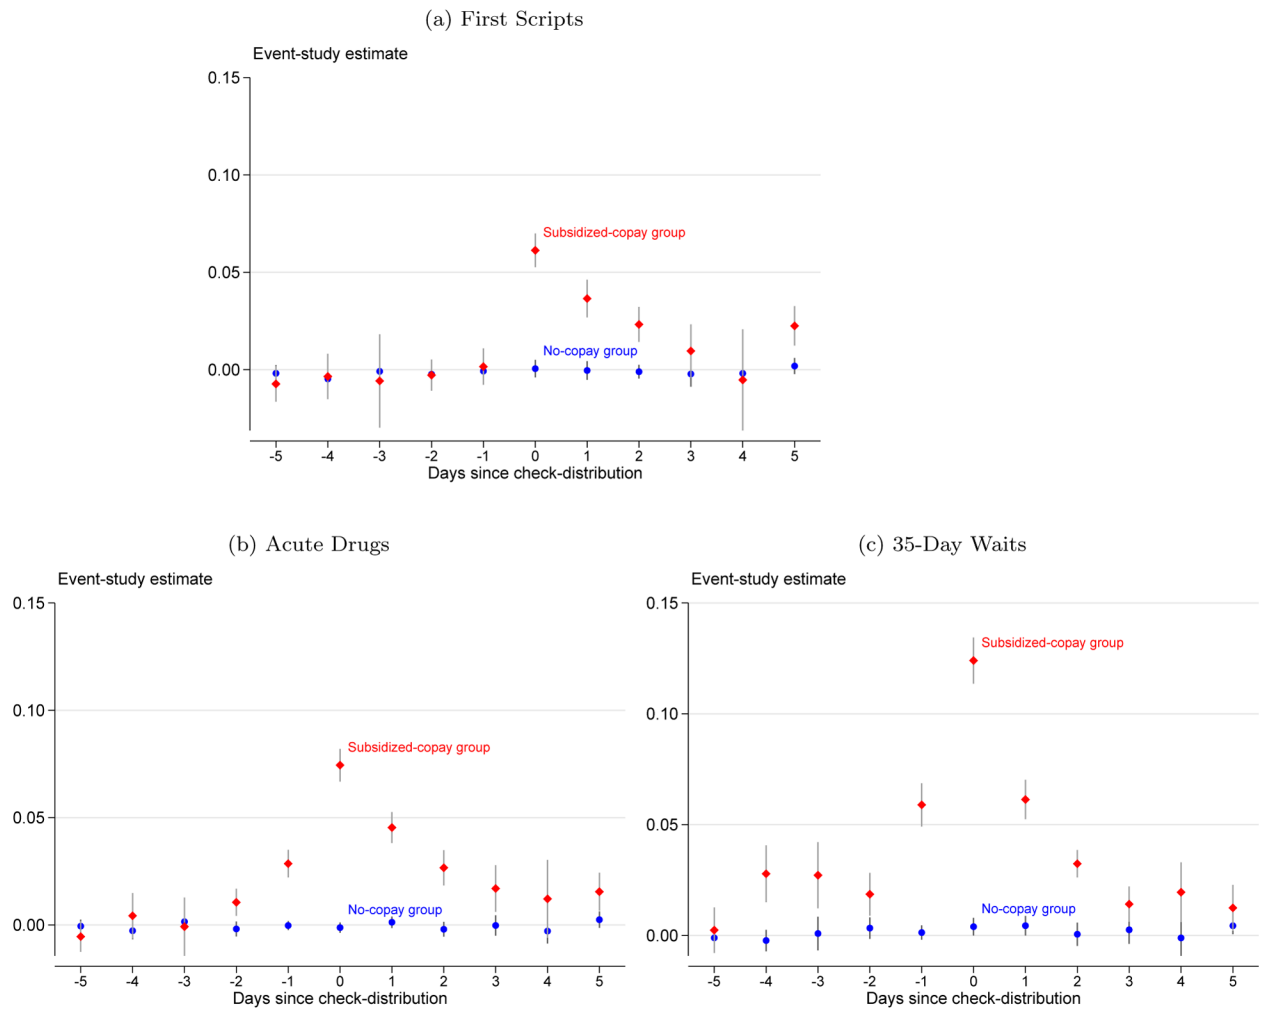 (a) First Scripts
Event-study estimate
0.15
0.10
Subsidized-copay group
0.05
No-copay group
0.00
-5 -4 -3 -2 -1 0 1 2 3 4 5
Days since check-distribution
(b) Acute Drugs
Event-study estimate
0.15
0.10
Subsidized-copay group
0.05
No-copay group
0.00
-5 -4 -3 -2 -1 0 1 2 3 4 5
Days since check-distribution
(c) 35-Day Waits
Event-study estimate
0.15
Subsidized-copay group
0.10
0.05
No-copay group
0.00
-5 -4 -3 -2 -1 0 1 2 3 4 5
Days since check-distribution